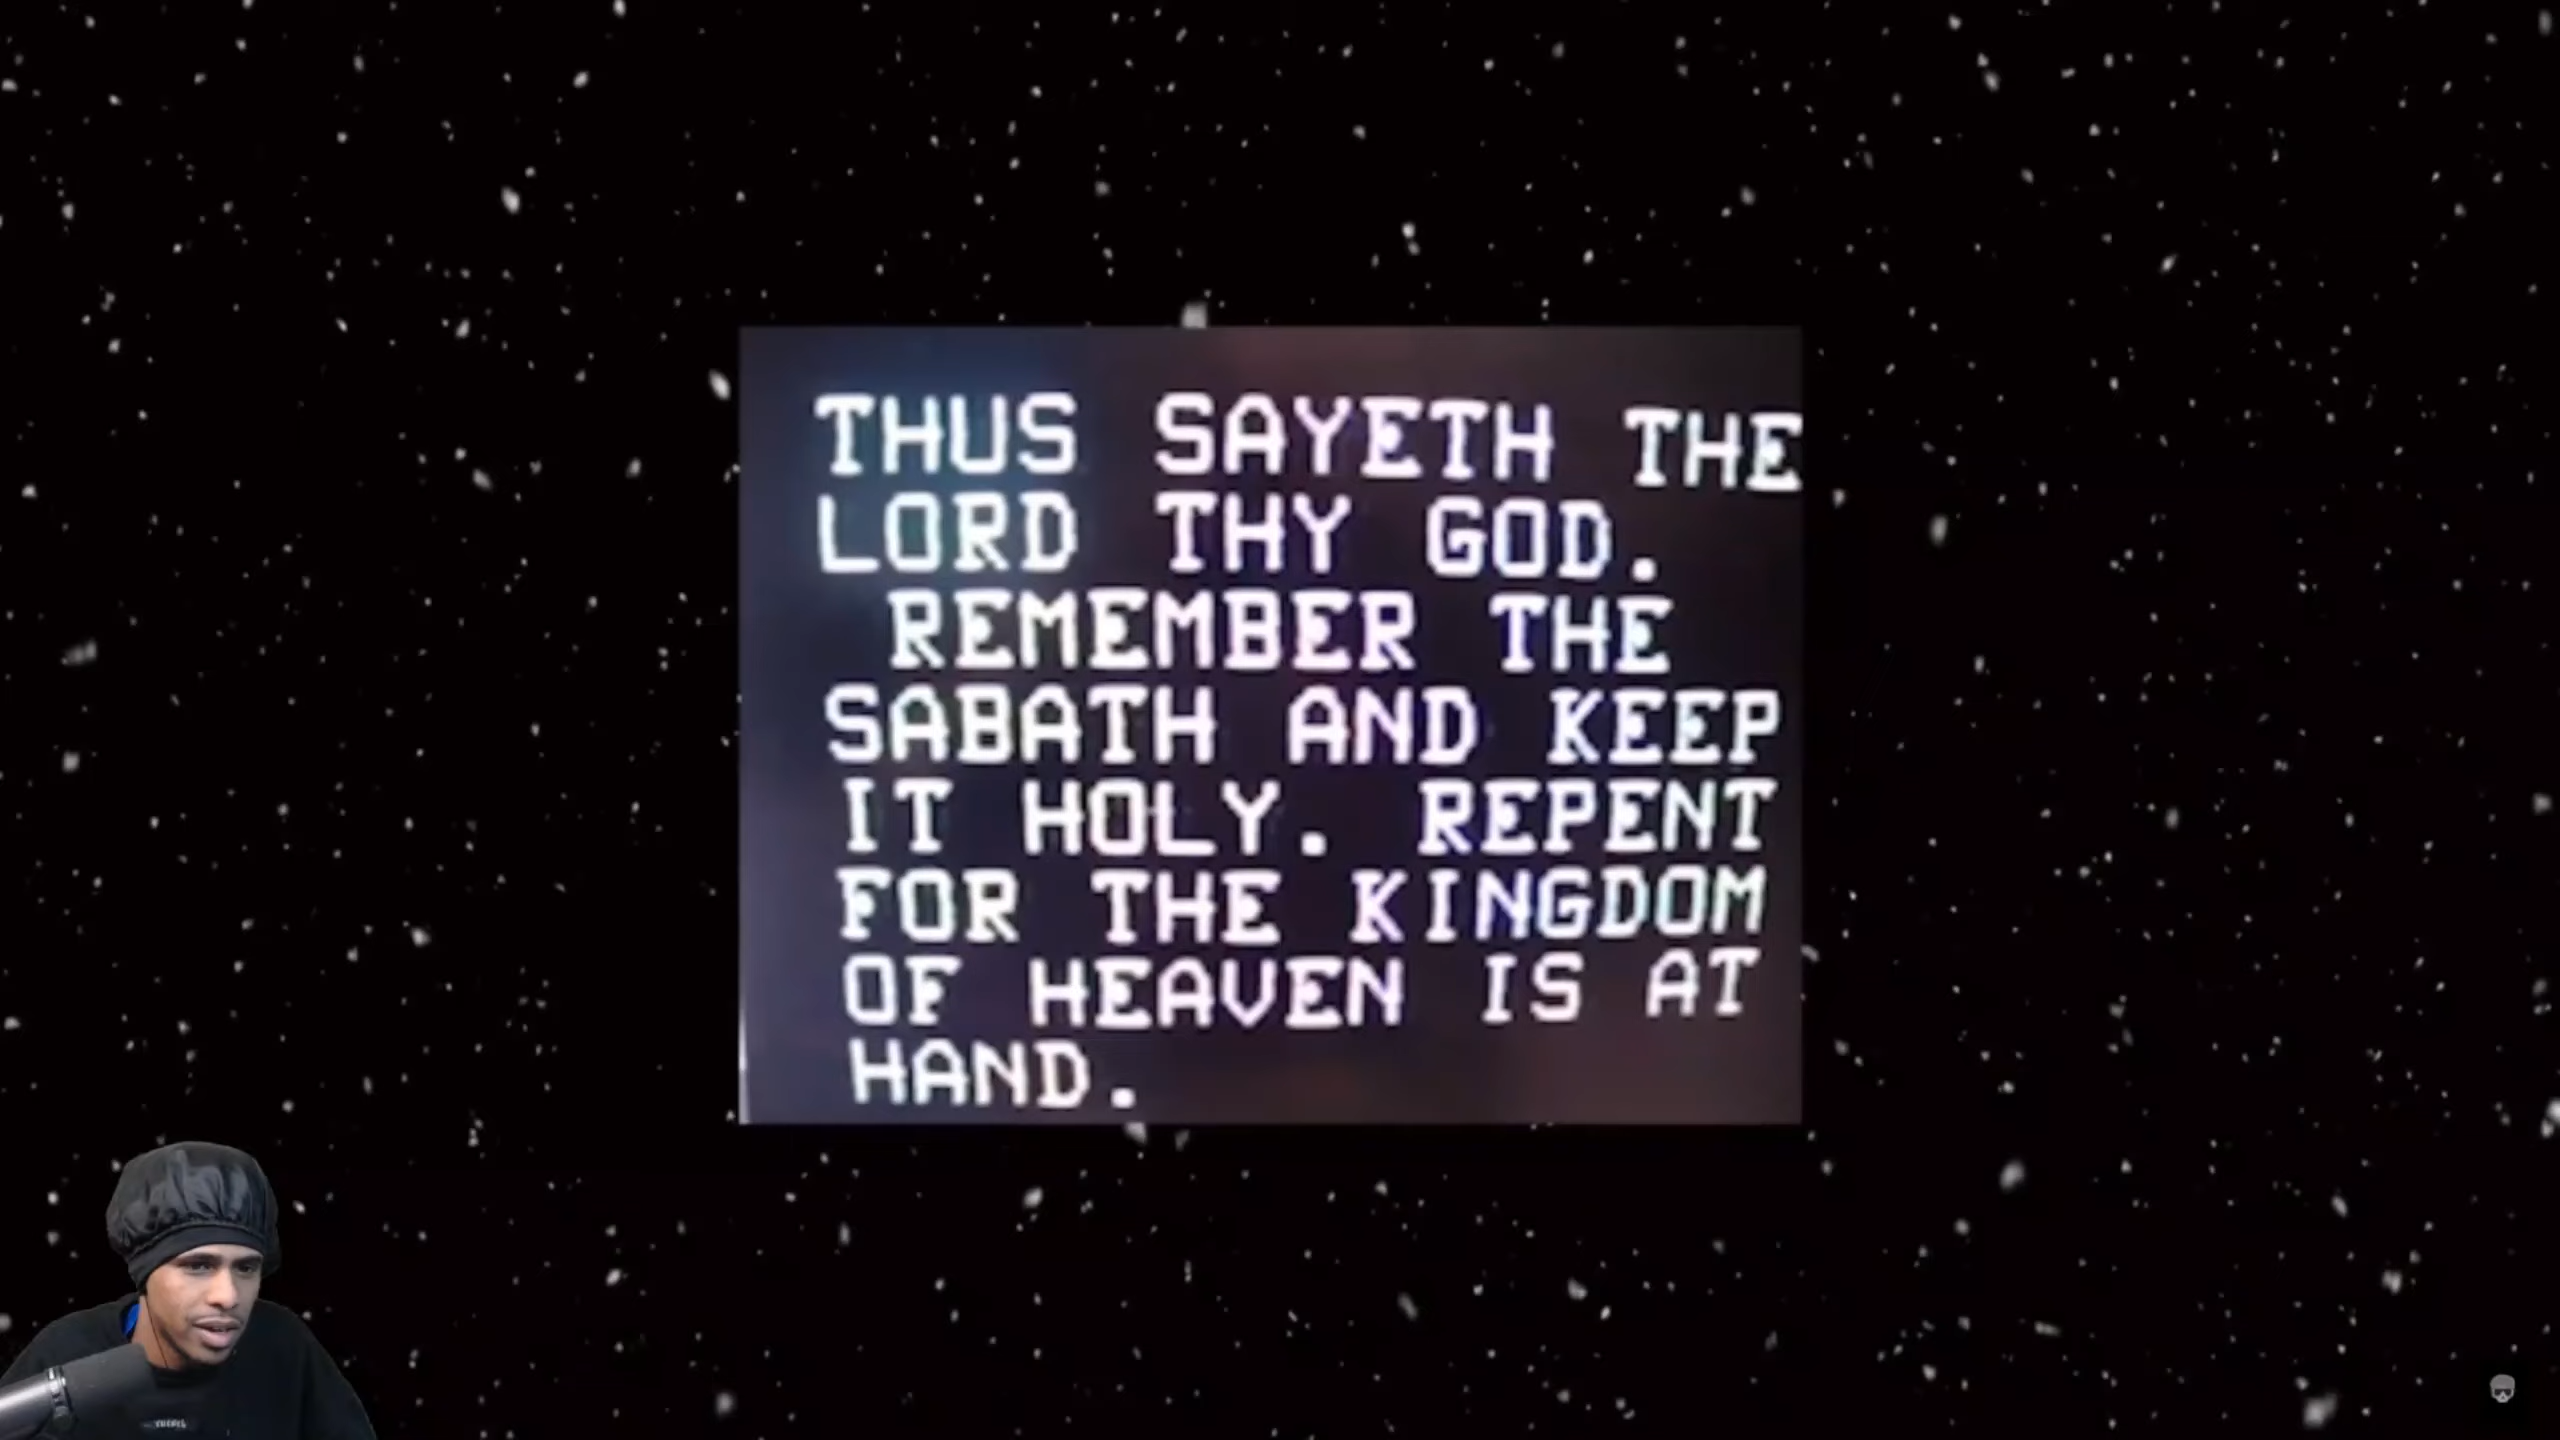 THUS SAYETH THE
LORD THY GOD.
REMEMBER THE
SABATH AND KEEP
IT HOLY. REPENT
FOR THE KINGDOM
OF HEAVEN IS AT
HAND.